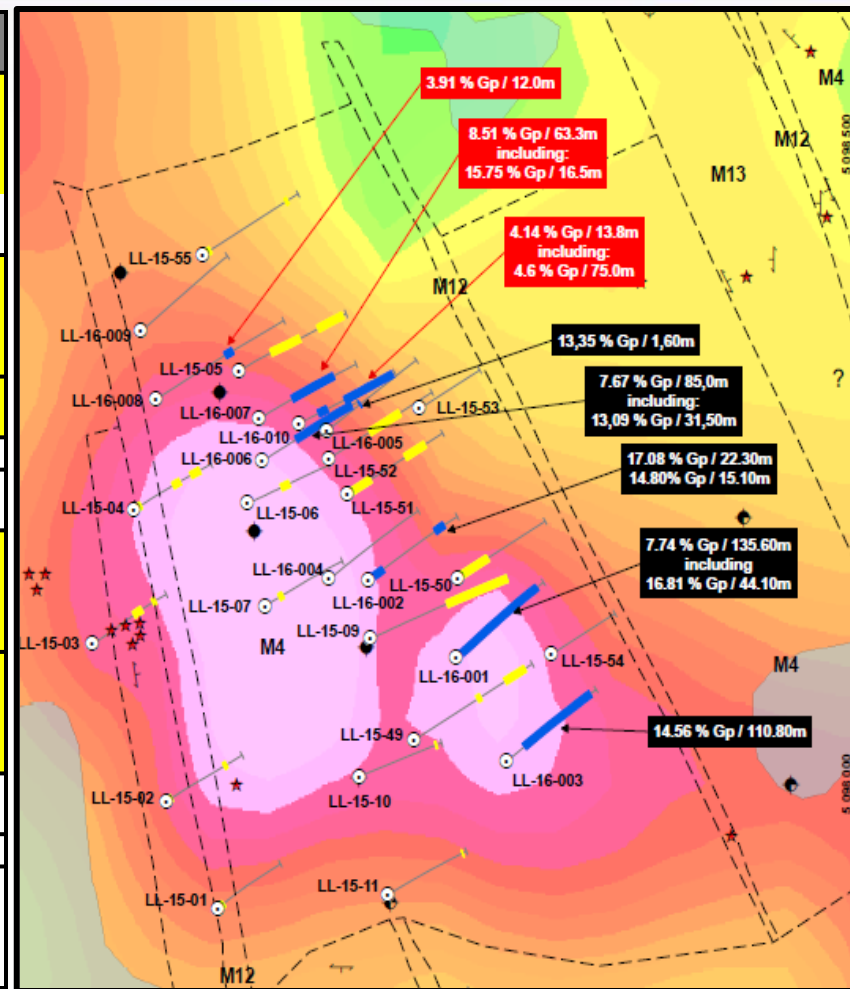 3.91 % Gp / 12.0m
8.51 % Gp / 63.3m
including:
15.75 % Gp / 16.5m
4.14 % Gp / 13.8m
including:
4.6 % Gp / 75.0m
13,35 % Gp / 1,60m
7.67 % Gp / 85,0m
including:
13,09 % Gp / 31,50m
17.08 % Gp / 22.30m
14.80% Gp / 15.10m
7.74 % Gp / 135.60m
including
16.81 % Gp / 44.10m
14.56 % Gp / 110.80m
M4
M12
M13
5 098 500
M12
?
LL-15-55
LL-16-009
LL-15-05
LL-16-008
LL-16-007
LL-15-53
LL-16-010
LL-16-005
LL-16-006
LL-15-52
LL-15-04
LL-15-51
LL-15-06
LL-16-004
LL-15-50
LL-16-002
LL-15-07
LL-15-09
LL-15-03
M4
LL-16-001
LL-15-54
M4
LL-15-49
LL-16-003
LL-15-10
LL-15-02
5 098 000
LL-15-11
LL-15-01
M12